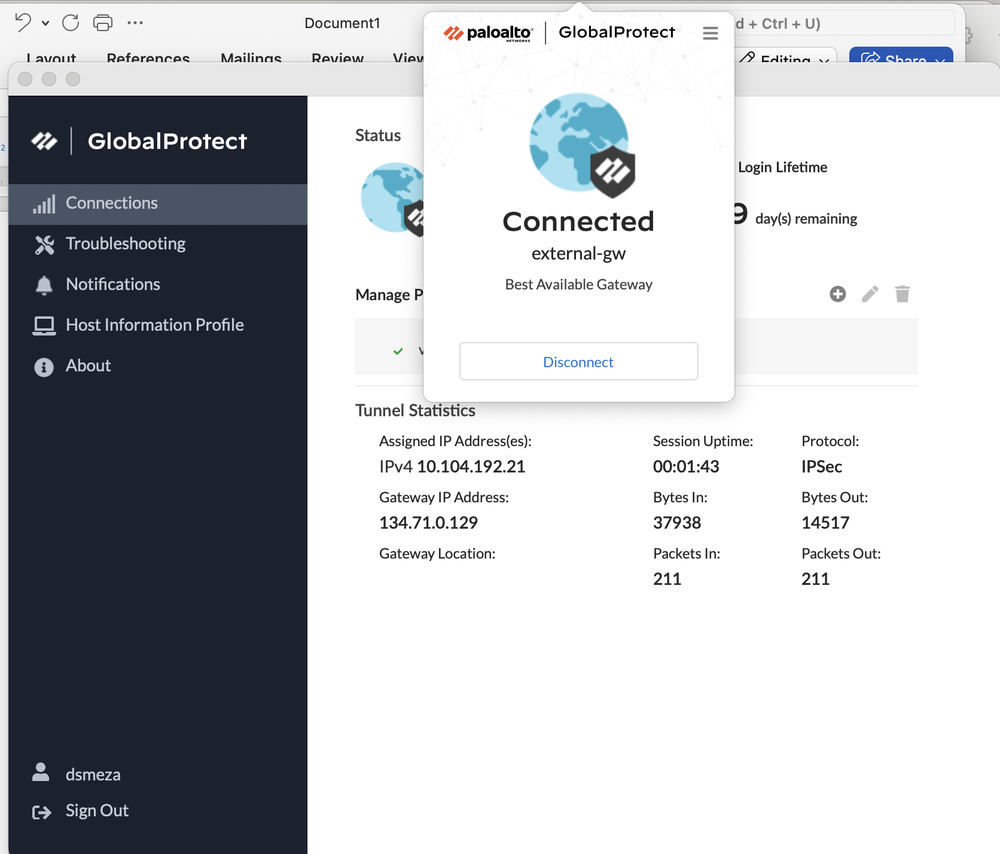 Document1
d + Ctrl + U)
Layout References Mailings Review View
Editing
Share
paloalto
NETWORKS
GlobalProtect
Connected
external-gw
Best Available Gateway
Disconnect
GlobalProtect
Connections
Troubleshooting
Notifications
Host Information Profile
About
dsmeza
Sign Out
Status
Login Lifetime
9 day(s) remaining
Manage P
Tunnel Statistics
Assigned IP Address(es):
IPv4 10.104.192.21
Session Uptime:
00:01:43
Protocol:
IPSec
Gateway IP Address:
134.71.0.129
Bytes In:
37938
Bytes Out:
14517
Gateway Location:
Packets In:
211
Packets Out:
211